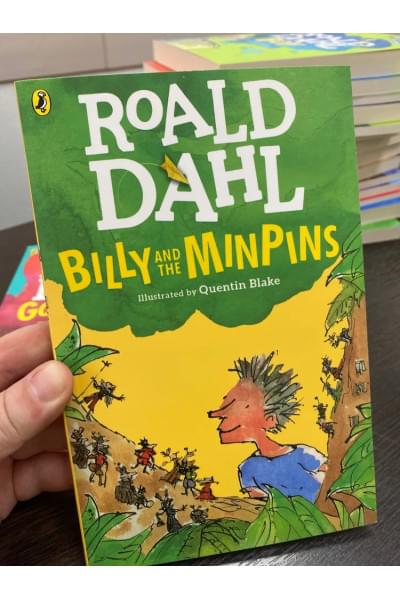 ROALD
DAHL
BILLY AND THE MINPINS
Illustrated by Quentin Blake